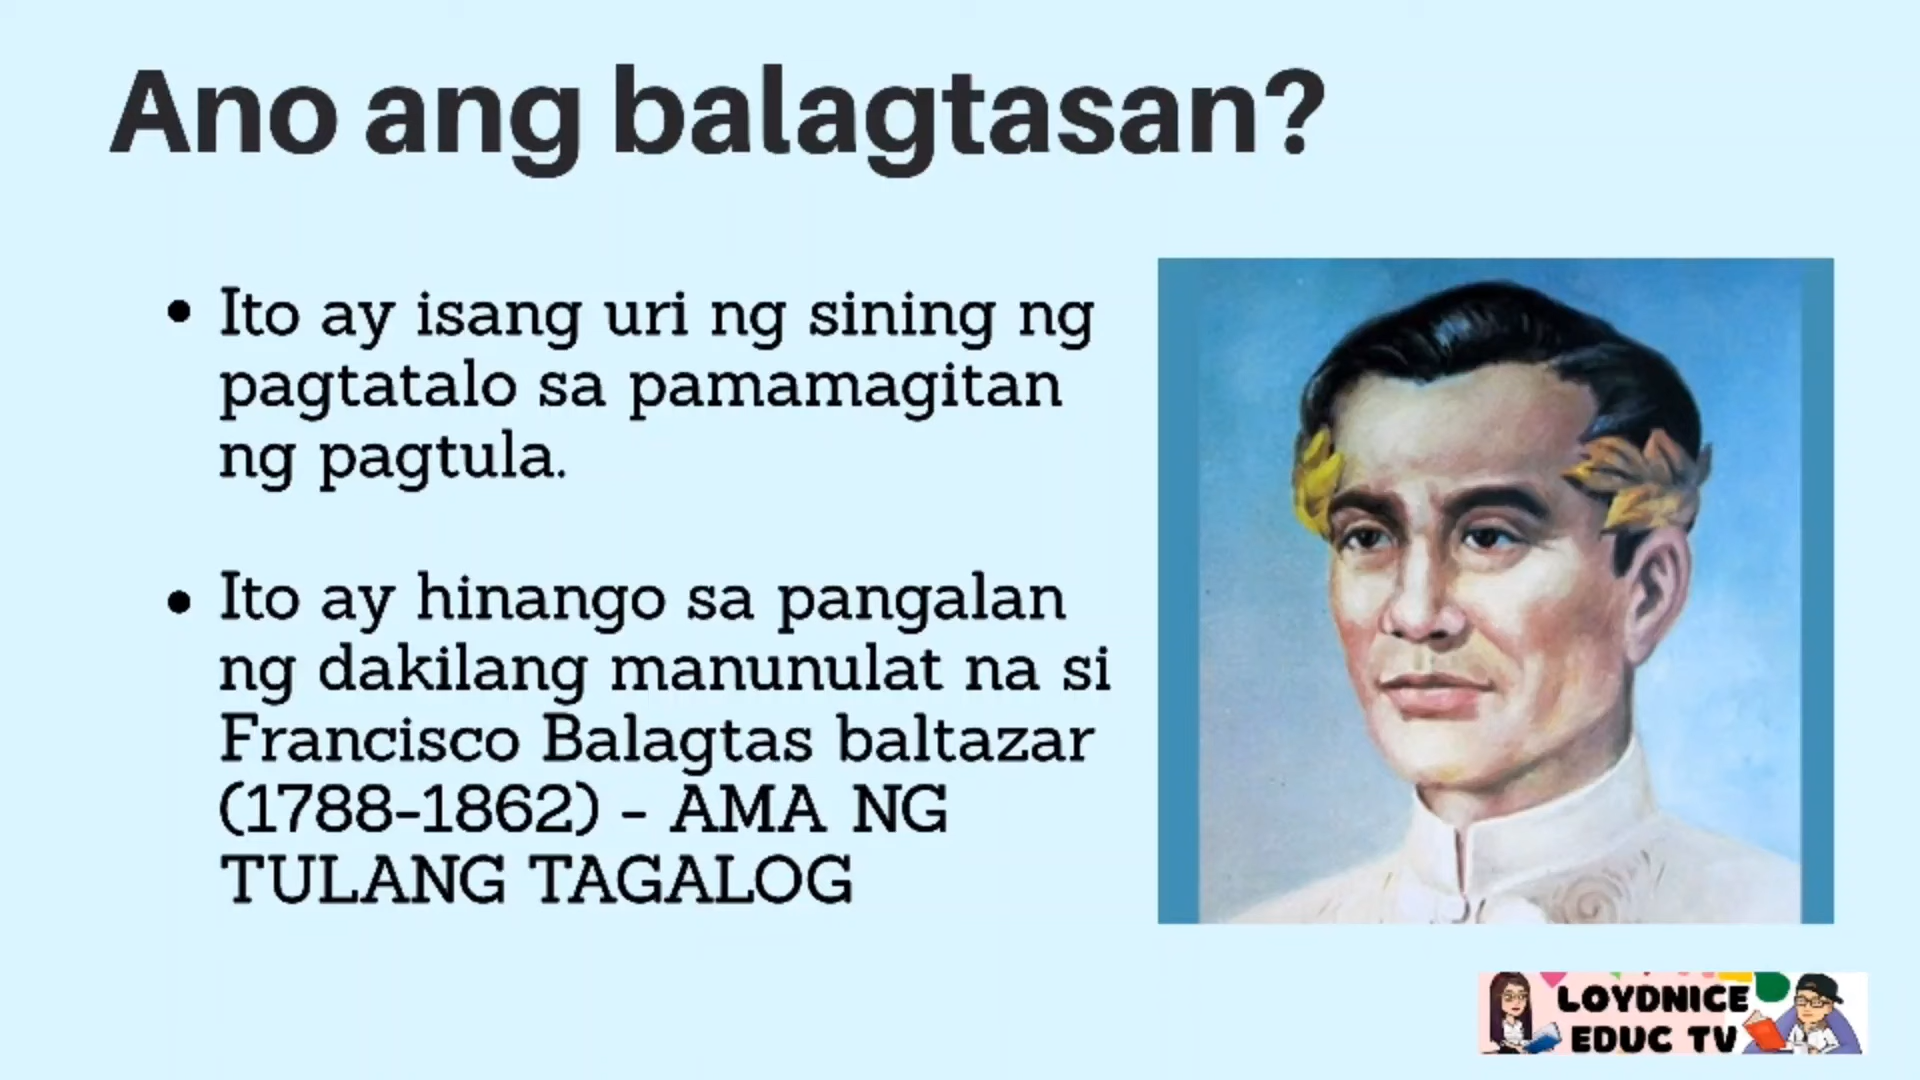 Ano ang balagtasan?
Ito ay isang uri ng sining ng
pagtatalo sa pamamagitan
ng pagtula.
Ito ay hinango sa pangalan
ng dakilang manunulat na si
Francisco Balagtas baltazar
(1788-1862) - AMA NG
TULANG TAGALOG
LOYDNICE
EDUC TV